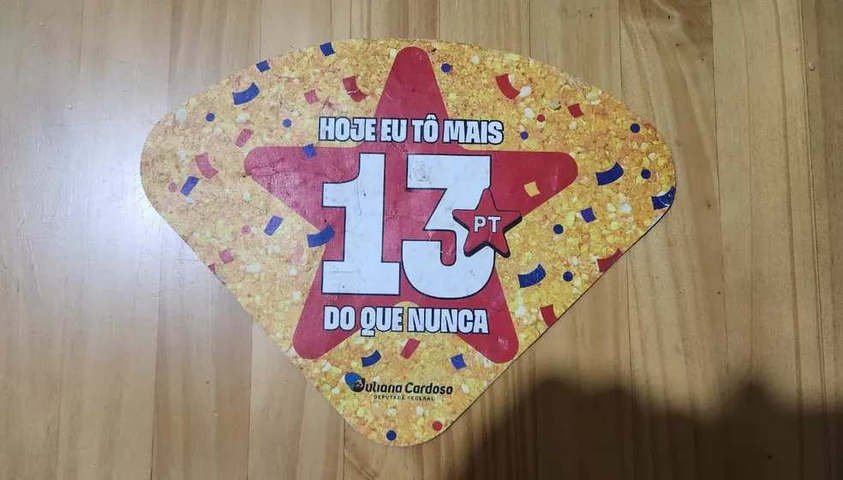 HOJE EU TÔ MAIS
13
PT
DO QUE NUNCA
Juliana Cardoso
DEPUTADA FEDERAL